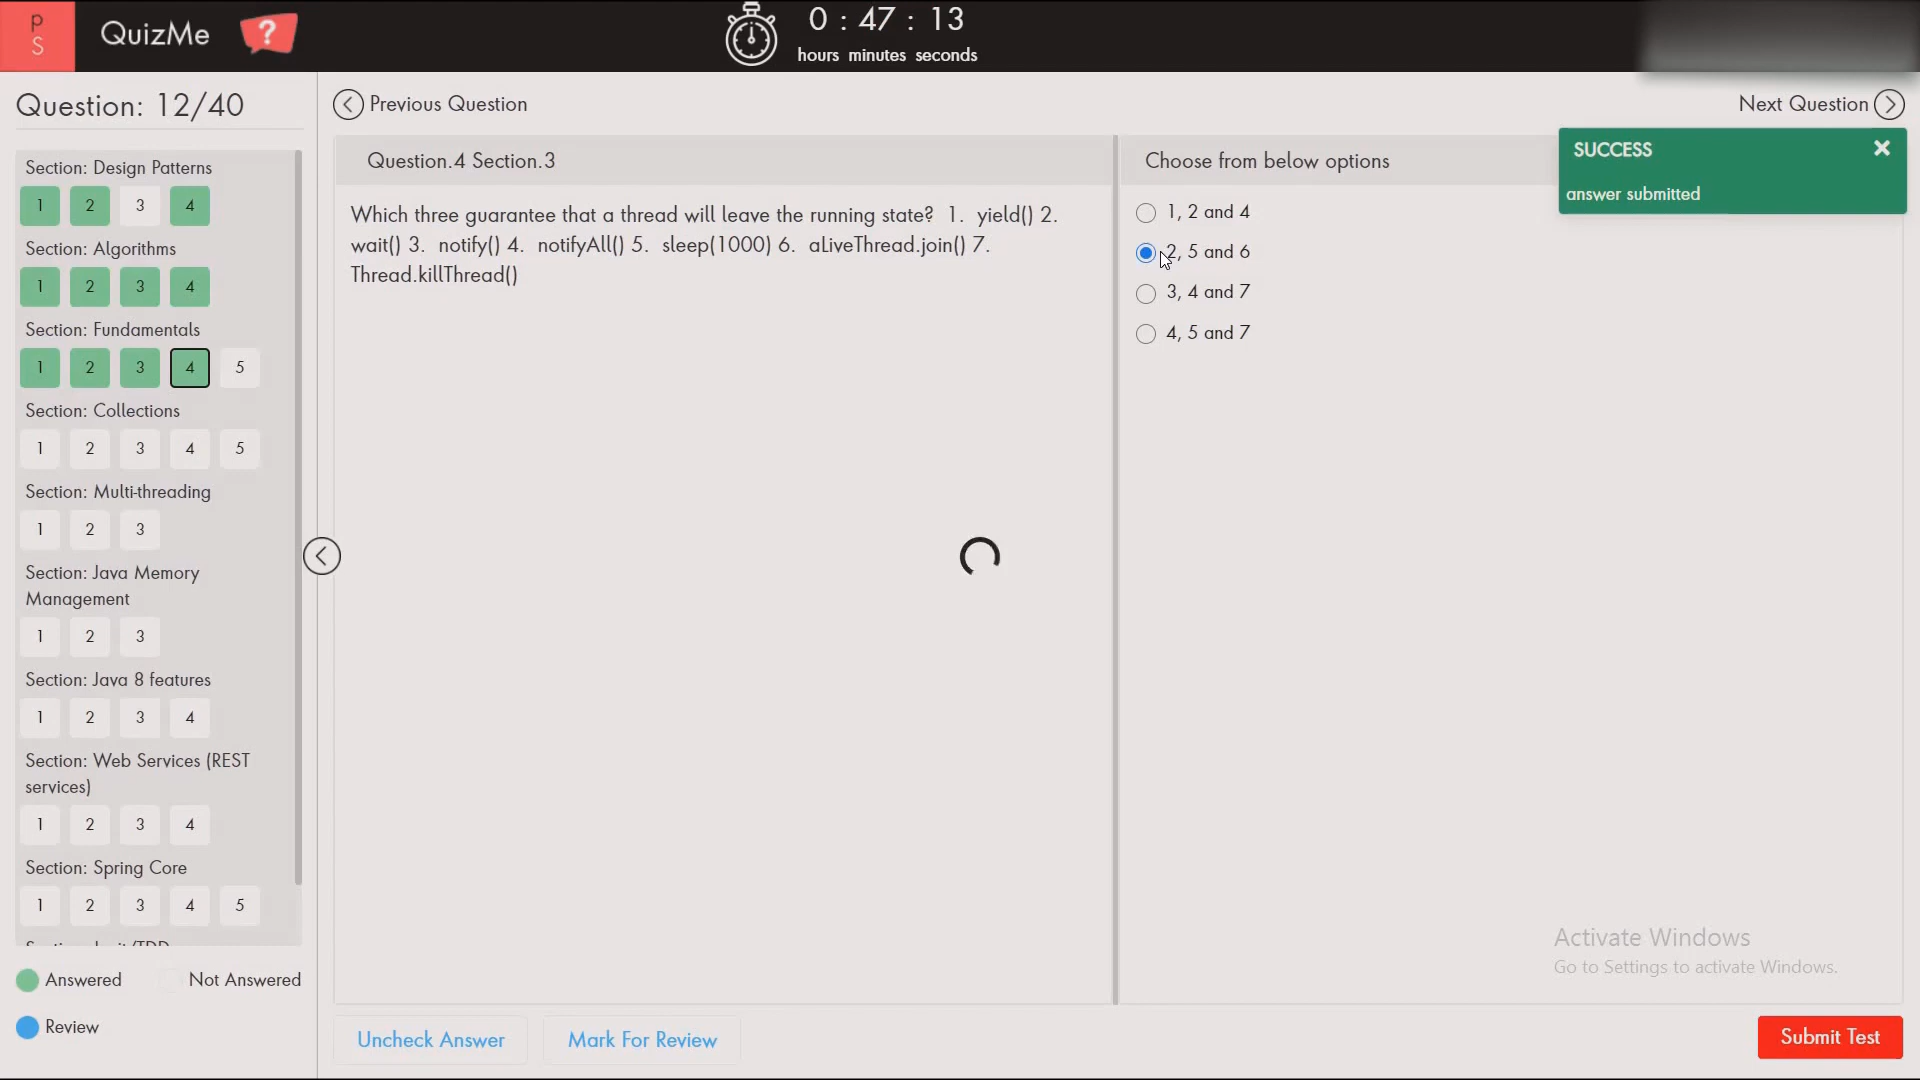 P
S
QuizMe
?
0 : 47 : 13
hours minutes seconds
Question: 12/40
Previous Question
Next Question
Section: Design Patterns
1 2 3 4
Section: Algorithms
1 2 3 4
Section: Fundamentals
1 2 3 4 5
Section: Collections
1 2 3 4 5
Section: Multi-threading
1 2 3
Section: Java Memory
Management
1 2 3
Section: Java 8 features
1 2 3 4
Section: Web Services (REST
services)
1 2 3 4
Section: Spring Core
1 2 3 4 5
Answered Not Answered
Review
Question.4 Section.3
Which three guarantee that a thread will leave the running state? 1. yield() 2.
wait() 3. notify() 4. notifyAll() 5. sleep(1000) 6. aLiveThread.join() 7.
Thread.killThread()
Choose from below options
1, 2 and 4
2, 5 and 6
3, 4 and 7
4, 5 and 7
SUCCESS
answer submitted
Activate Windows
Go to Settings to activate Windows.
Uncheck Answer
Mark For Review
Submit Test